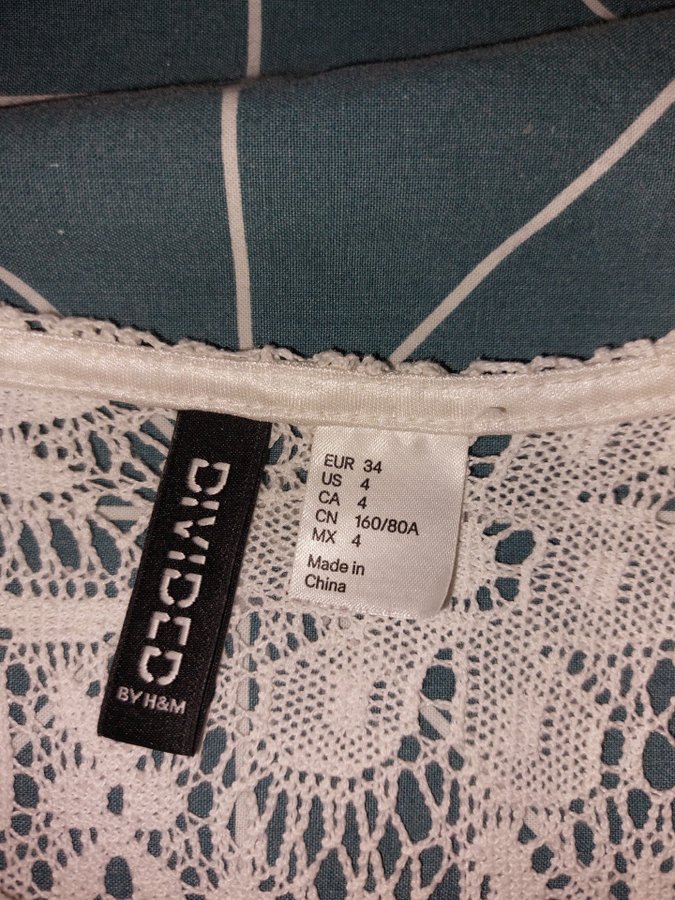 DIVIDED
BY H&M
EUR 34
US 4
CA 4
CN 160/80A
MX 4
Made in
China